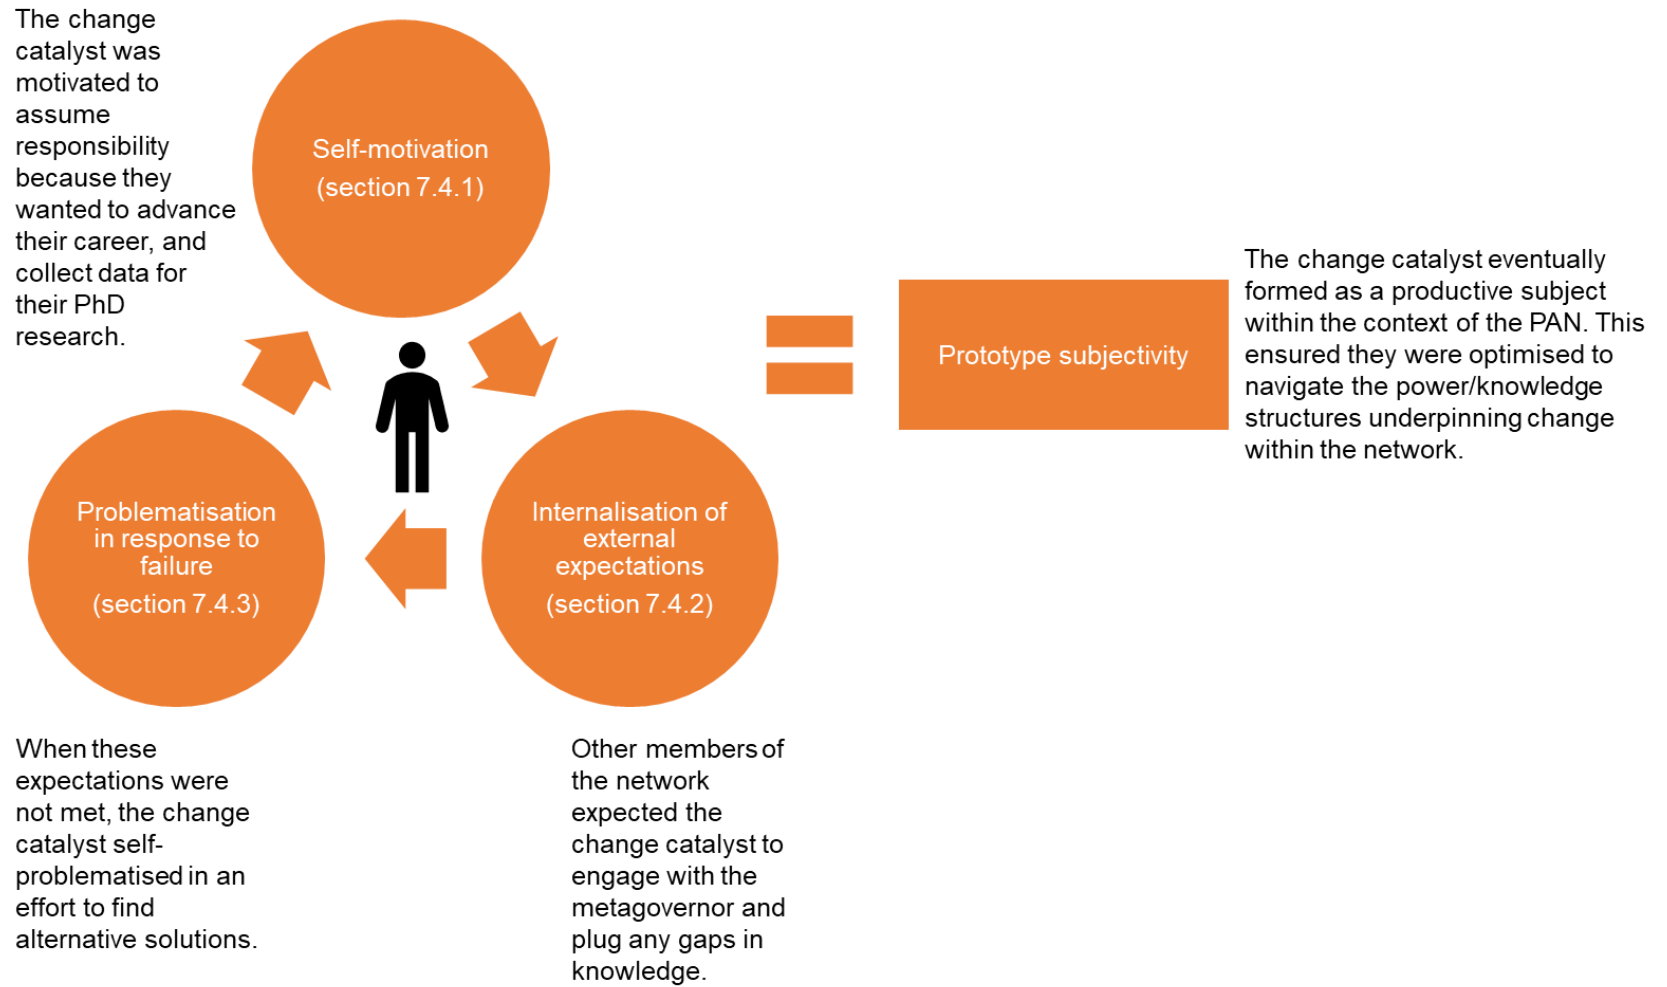 The change
catalyst was
motivated to
assume
responsibility
because they
wanted to advance
their career, and
collect data for
their PhD
research.
Self-motivation
(section 7.4.1)
Prototype subjectivity
The change catalyst eventually
formed as a productive subject
within the context of the PAN. This
ensured they were optimised to
navigate the power/knowledge
structures underpinning change
within the network.
Problematisation
in response to
failure
(section 7.4.3)
Internalisation of
external
expectations
(section 7.4.2)
When these
expectations were
not met, the change
catalyst self-
problematised in an
effort to find
alternative solutions.
Other members of
the network
expected the
change catalyst to
engage with the
metagovernor and
plug any gaps in
knowledge.